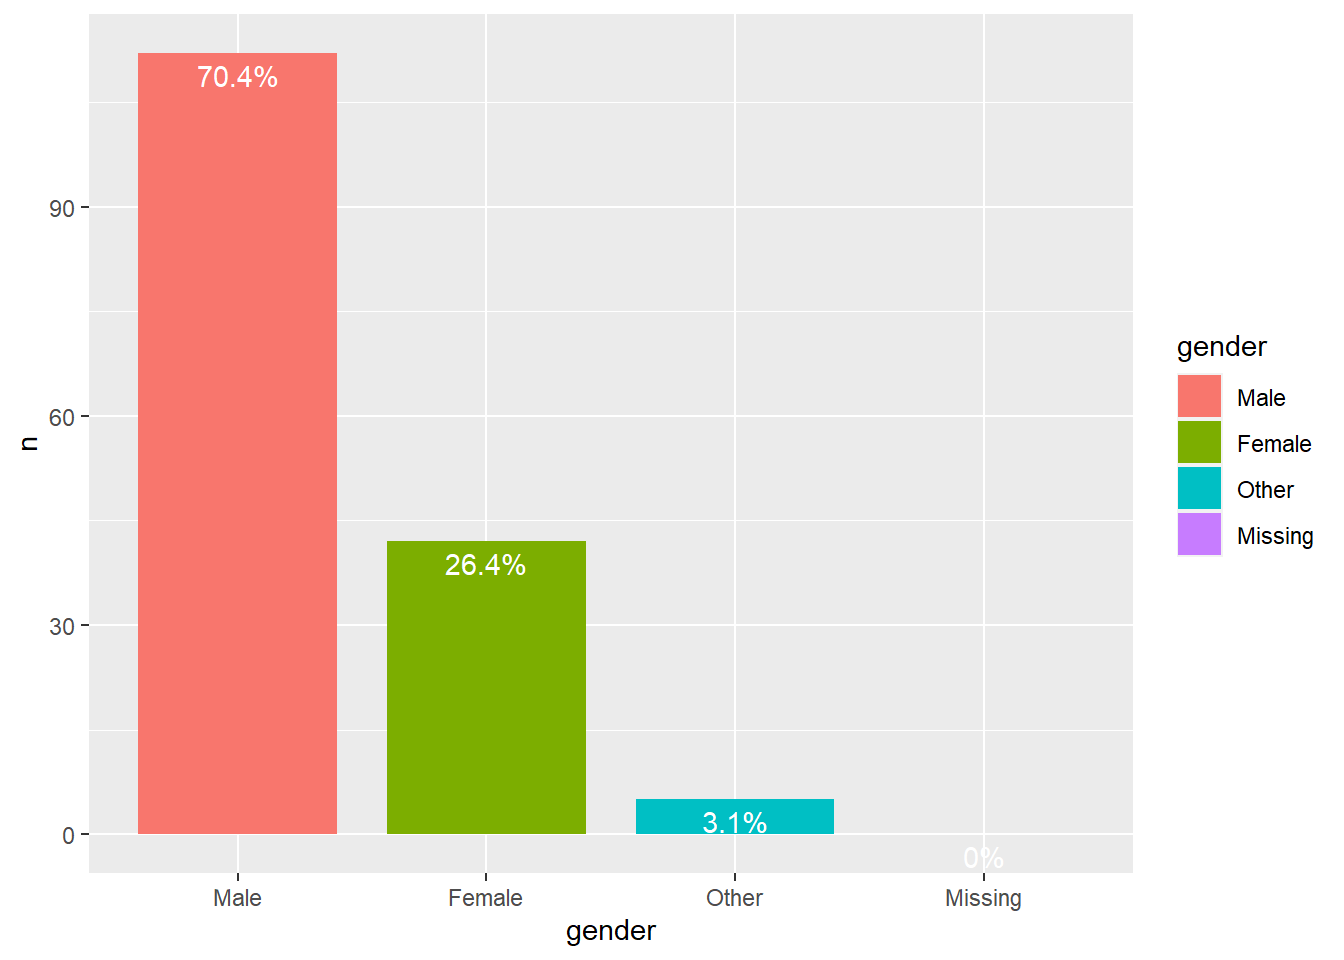 70.4%
90
60
30
0
n
26.4%
3.1%
0%
Male
Female
Other
Missing
gender
gender
Male
Female
Other
Missing